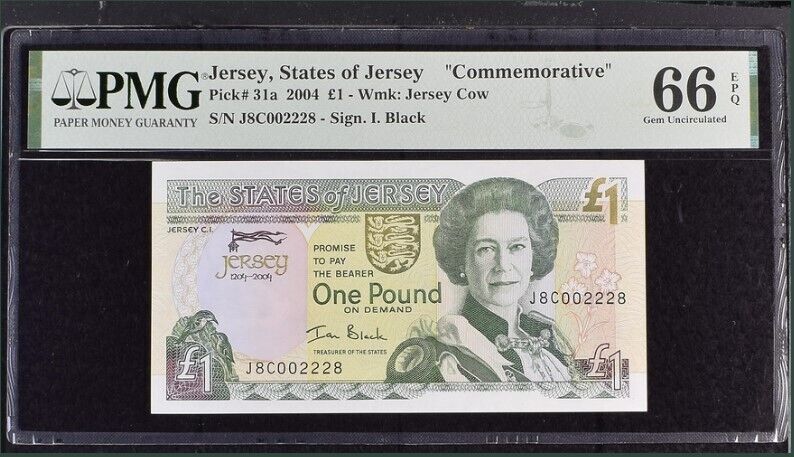 PMG®
PAPER MONEY GUARANTY
Jersey, States of Jersey "Commemorative"
Pick# 31a 2004 £1 - Wmk: Jersey Cow
S/N J8C002228 - Sign. I. Black
66 EPQ
Gem Uncirculated
The STATES of JERSEY
£1
JERSEY C.I.
JERSEY
1204-2004
PROMISE
TO PAY
THE BEARER
One Pound
ON DEMAND
J8C002228
Ian Black
TREASURER OF THE STATES
£1
J8C002228
£1